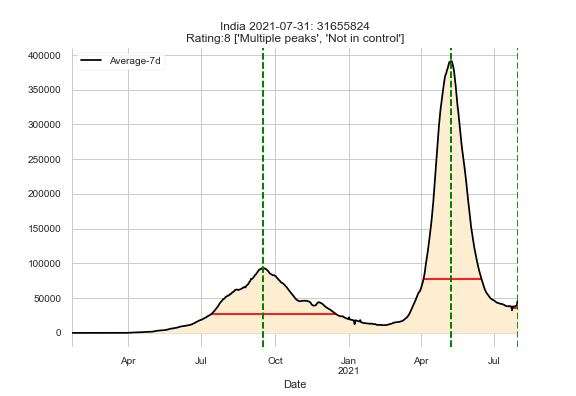 India 2021-07-31: 31655824
Rating:8 ['Multiple peaks', 'Not in control']
Average-7d
400000
350000
300000
250000
200000
150000
100000
50000
0
Apr Jul Oct Jan Apr Jul
2021
Date